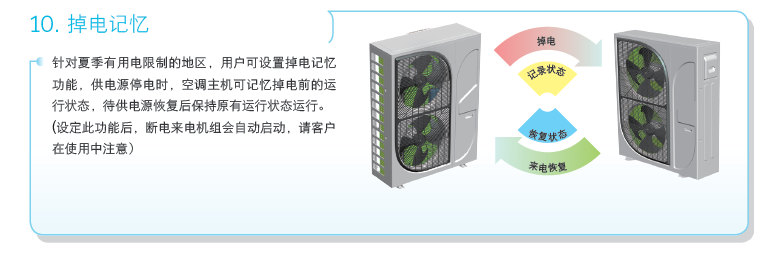 10. 掉电记忆
针对夏季有用电限制的地区，用户可设置掉电记忆
功能，供电源停电时，空调主机可记忆掉电前的运
行状态，待供电源恢复后保持原有运行状态运行。
(设定此功能后，断电来电机组会自动启动，请客户
在使用中注意）
掉电
记录状态
恢复状态
来电恢复